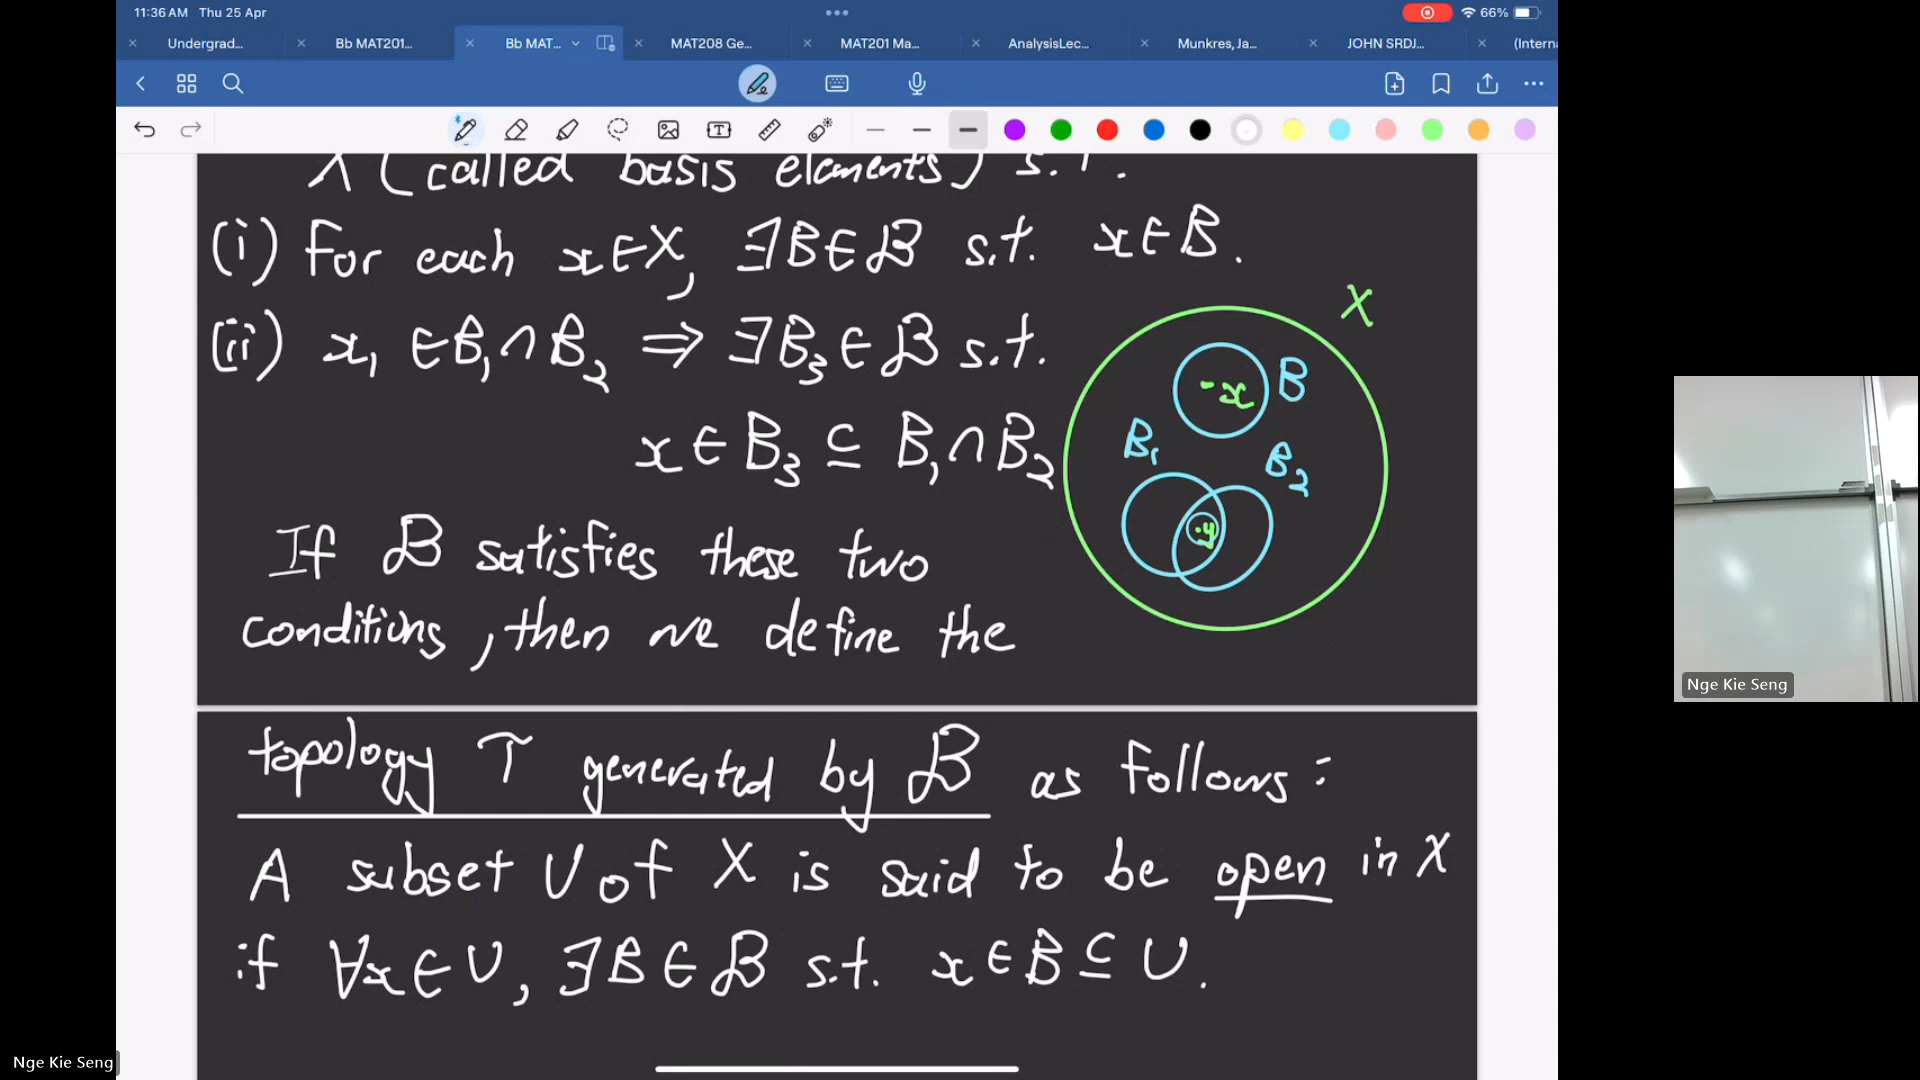 11:36 AM Thu 25 Apr
66%
Undergrad...
Bb MAT201...
Bb MAT...
MAT208 Ge...
MAT201 Ma...
AnalysisLec...
Munkres, Ja...
JOHN SRDJ...
(Intern
X (called basis elements) s.t.
(i) For each x∈X, ∃B∈ℬ s.t. x∈B.
(ii) x₁ ∈B₁∩B₂ ⇒ ∃B₃∈ℬ s.t.
x∈B₃ ⊆ B₁∩B₂
X
x B
B₁ B₂
y
If ℬ satisfies these two
conditions, then we define the
topology T generated by ℬ as follows:
A subset U of X is said to be open in X
if ∀x∈U, ∃B∈ℬ s.t. x∈B⊆U.
Nge Kie Seng
Nge Kie Seng